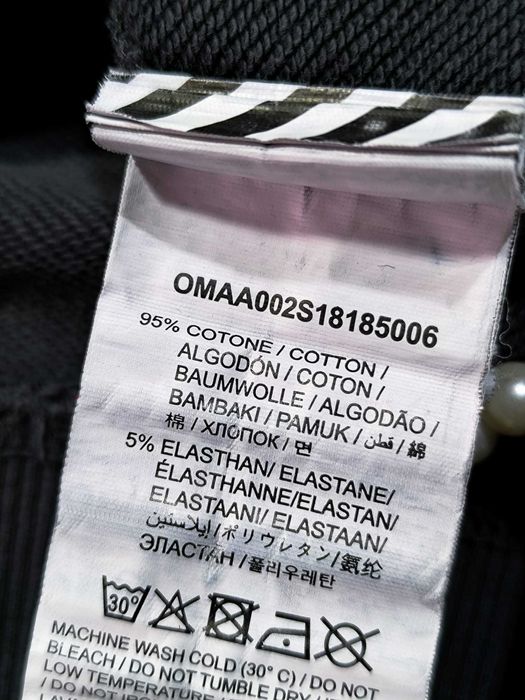 OMAA002S18185006
95% COTONE / COTTON /
ALGODÓN / COTON /
BAUMWOLLE / ALGODÃO /
BAMBAKI / PAMUK / قطن / 綿 /
棉 / ХЛОПОК / 면
5% ELASTHAN/ ELASTANE/
ÉLASTHANNE/ELASTAN/
ELASTAANI/ ELASTAAN/
إيلاستين /ポリウレタン/ 氨纶
ЭЛАСТАН /폴리우레탄
30°
MACHINE WASH COLD (30° C) / DO NOT
BLEACH / DO NOT TUMBLE DRY /
LOW TEMPERATURE /